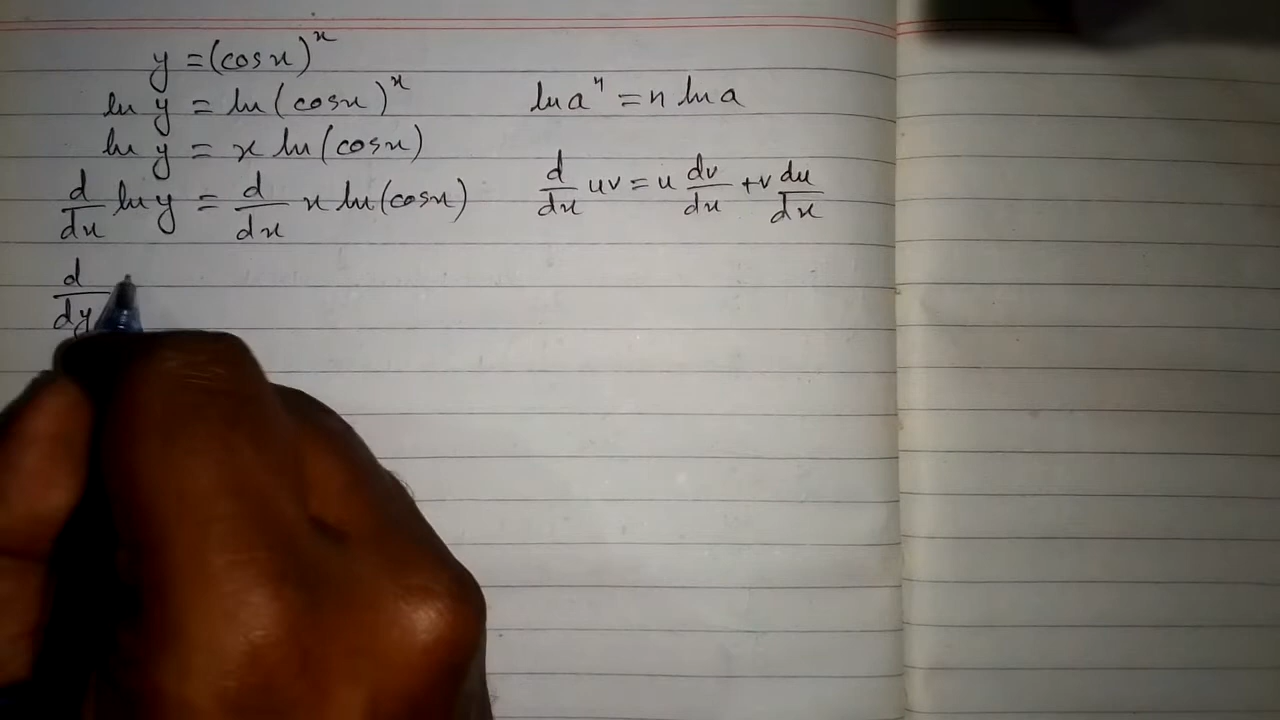 y = (cos x)^x
ln y = ln (cos x)^x
ln a^n = n ln a
ln y = x ln (cos x)
d/dx ln y = d/dx x ln (cos x)
d/dx uv = u dv/dx + v du/dx
d/dy